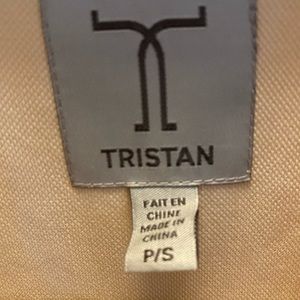 TRISTAN
FAIT EN
CHINE
MADE IN
CHINA
P/S